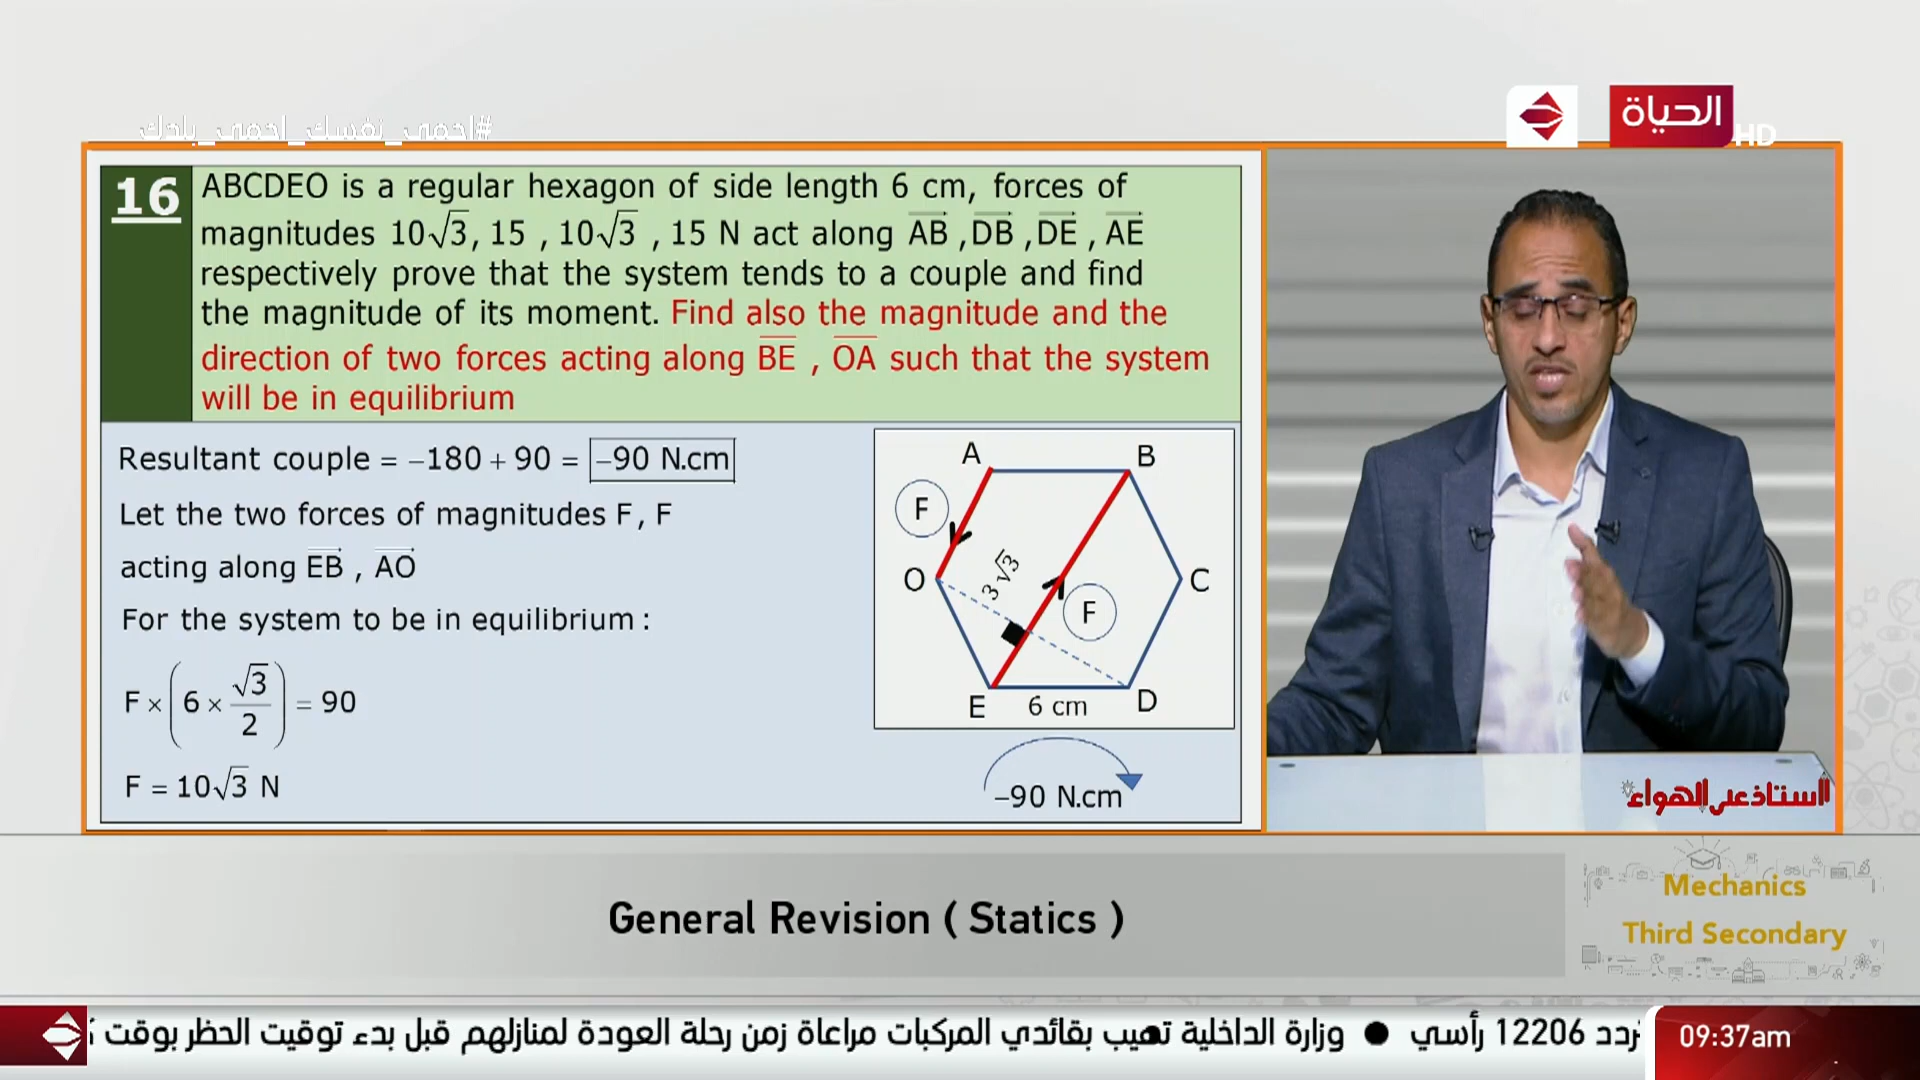 #احمي_نفسك_احمي_بلدك
الحياة
HD
16
ABCDEO is a regular hexagon of side length 6 cm, forces of
magnitudes 10√3, 15 , 10√3 , 15 N act along AB ,DB ,DE , AE
respectively prove that the system tends to a couple and find
the magnitude of its moment. Find also the magnitude and the
direction of two forces acting along BE , OA such that the system
will be in equilibrium
Resultant couple = −180 + 90 = −90 N.cm
Let the two forces of magnitudes F, F
acting along EB , AO
For the system to be in equilibrium :
F × (6 × √3/2) = 90
F = 10√3 N
A
B
F
3√3
O
C
F
E
6 cm
D
−90 N.cm
أستاذ على الهواء
General Revision ( Statics )
Mechanics
Third Secondary
تردد 12206 رأسي ● وزارة الداخلية تهيب بقائدي المركبات مراعاة زمن رحلة العودة لمنازلهم قبل بدء توقيت الحظر بوقت
09:37am